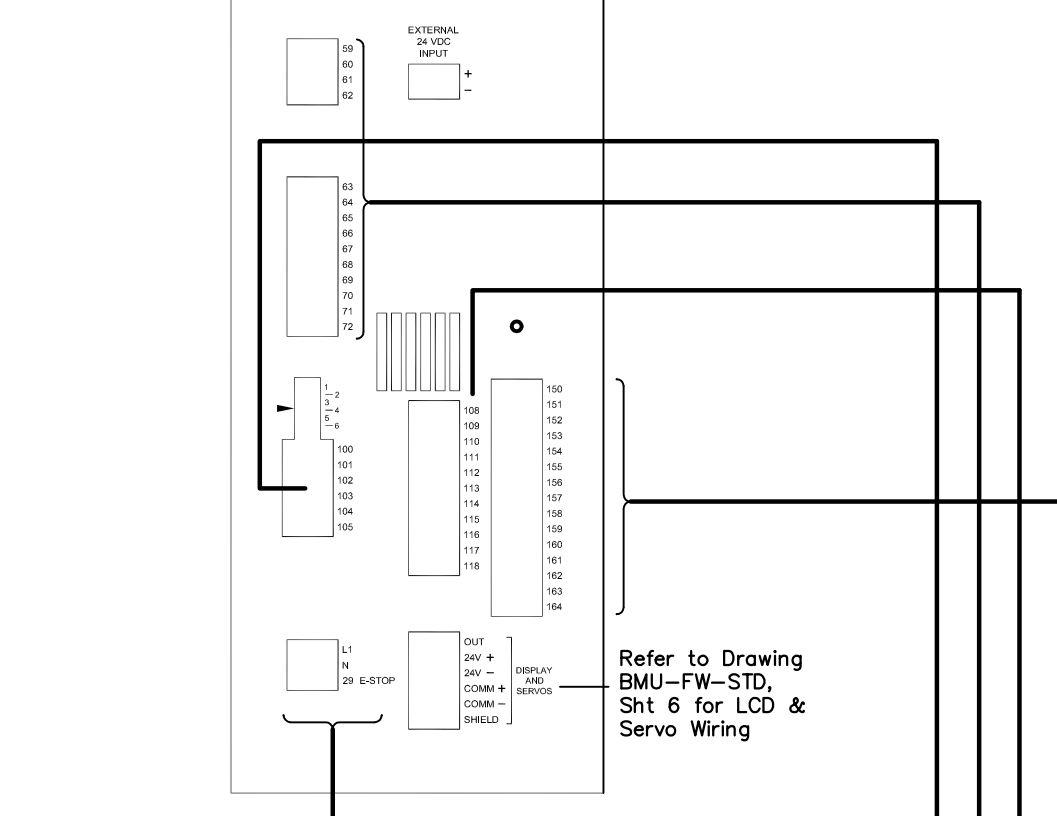 EXTERNAL
24 VDC
INPUT
+
−
59
60
61
62
63
64
65
66
67
68
69
70
71
72
1
2
3
4
5
6
100
101
102
103
104
105
108
109
110
111
112
113
114
115
116
117
118
150
151
152
153
154
155
156
157
158
159
160
161
162
163
164
L1
N
29 E-STOP
OUT
24V +
24V −
COMM +
COMM −
SHIELD
DISPLAY
AND
SERVOS
Refer to Drawing
BMU-FW-STD,
Sht 6 for LCD &
Servo Wiring